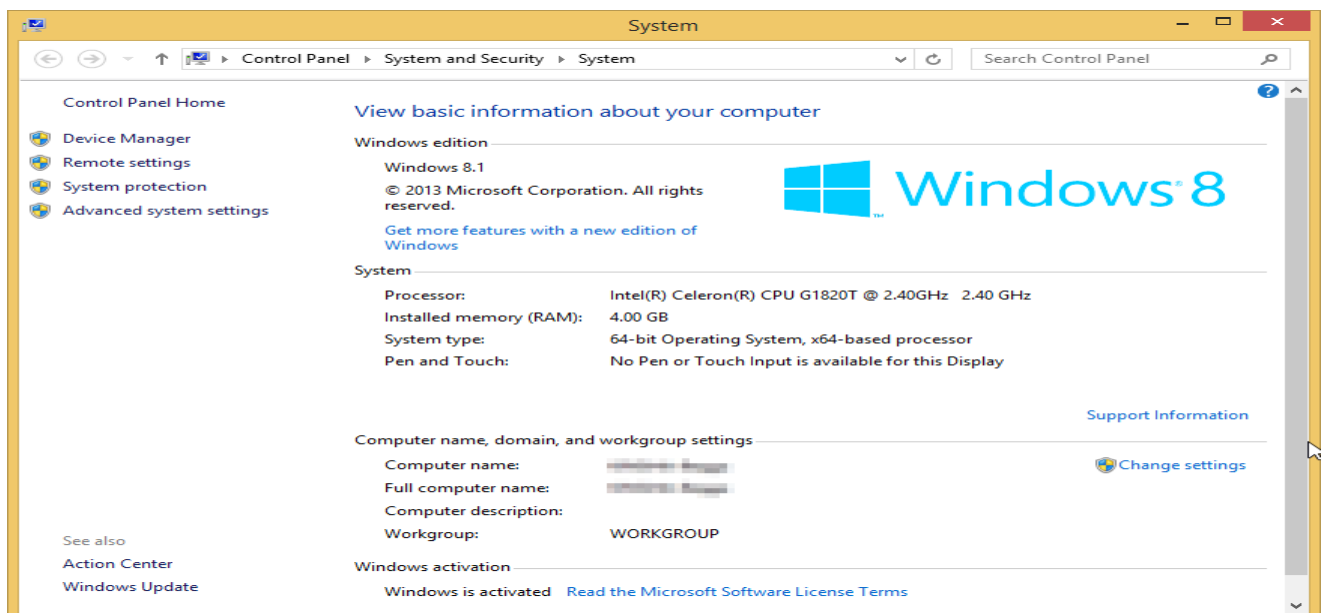 System
Control Panel System and Security System
Search Control Panel
Control Panel Home
Device Manager
Remote settings
System protection
Advanced system settings
See also
Action Center
Windows Update
View basic information about your computer
Windows edition
Windows 8.1
© 2013 Microsoft Corporation. All rights
reserved.
Get more features with a new edition of
Windows
Windows 8
System
Processor: Intel(R) Celeron(R) CPU G1820T @ 2.40GHz 2.40 GHz
Installed memory (RAM): 4.00 GB
System type: 64-bit Operating System, x64-based processor
Pen and Touch: No Pen or Touch Input is available for this Display
Support Information
Computer name, domain, and workgroup settings
Computer name:
Change settings
Full computer name:
Computer description:
Workgroup: WORKGROUP
Windows activation
Windows is activated Read the Microsoft Software License Terms